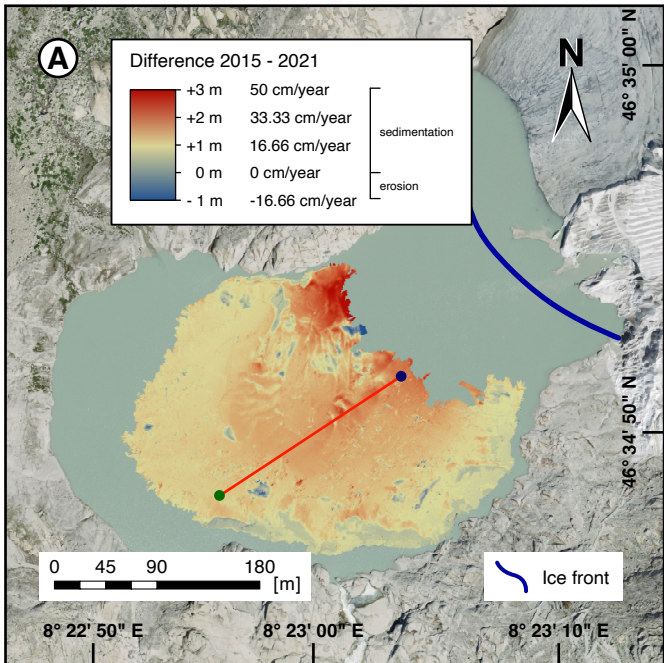 A
Difference 2015 - 2021
+3 m 50 cm/year
+2 m 33.33 cm/year
+1 m 16.66 cm/year
0 m 0 cm/year
- 1 m -16.66 cm/year
sedimentation
erosion
N
46° 35' 00" N
46° 34' 50" N
0 45 90 180
[m]
Ice front
8° 22' 50" E 8° 23' 00" E 8° 23' 10" E